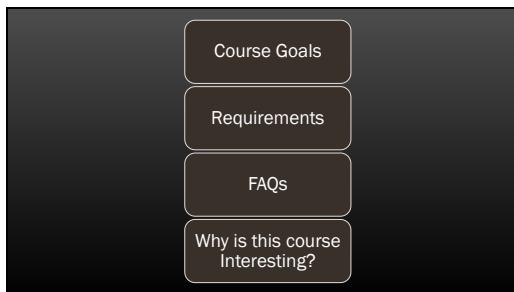 Course Goals
Requirements
FAQs
Why is this course
Interesting?